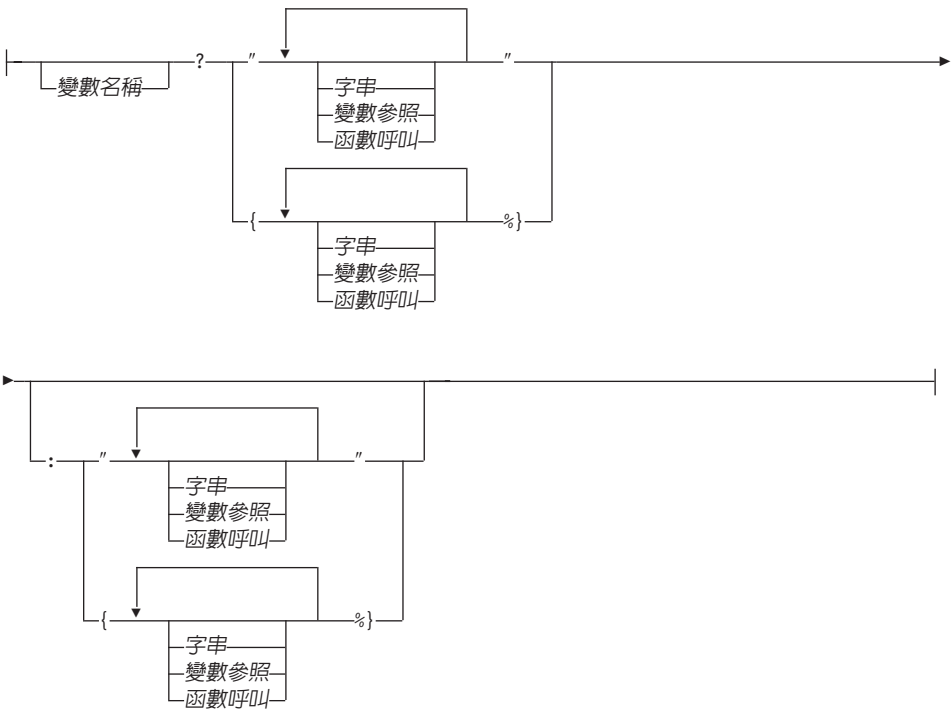 ? " "
變數名稱
字串
變數參照
函數呼叫
{ %}
字串
變數參照
函數呼叫
: " "
字串
變數參照
函數呼叫
{ %}
字串
變數參照
函數呼叫